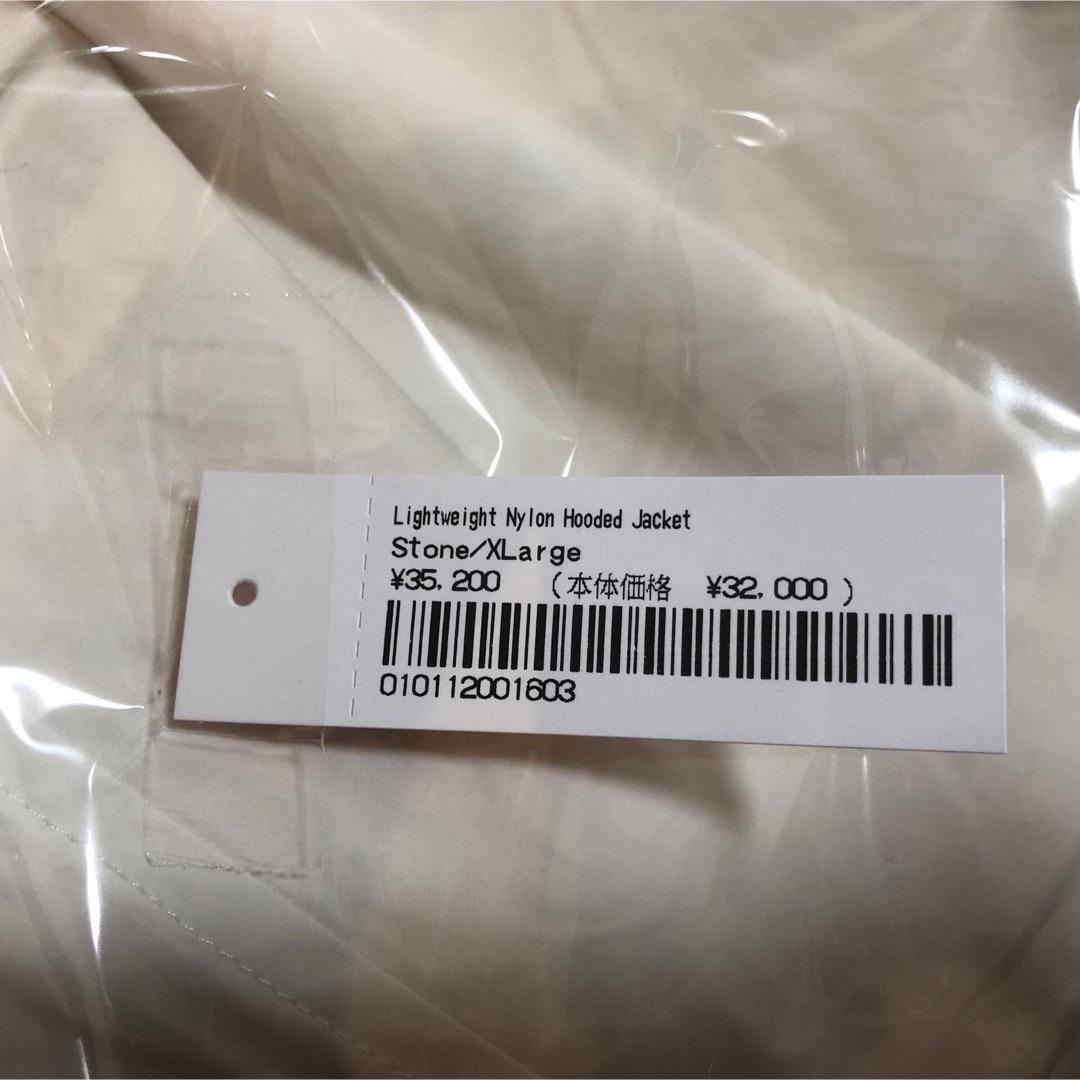 Lightweight Nylon Hooded Jacket
Stone/XLarge
¥35,200 (本体価格 ¥32,000)
010112001603